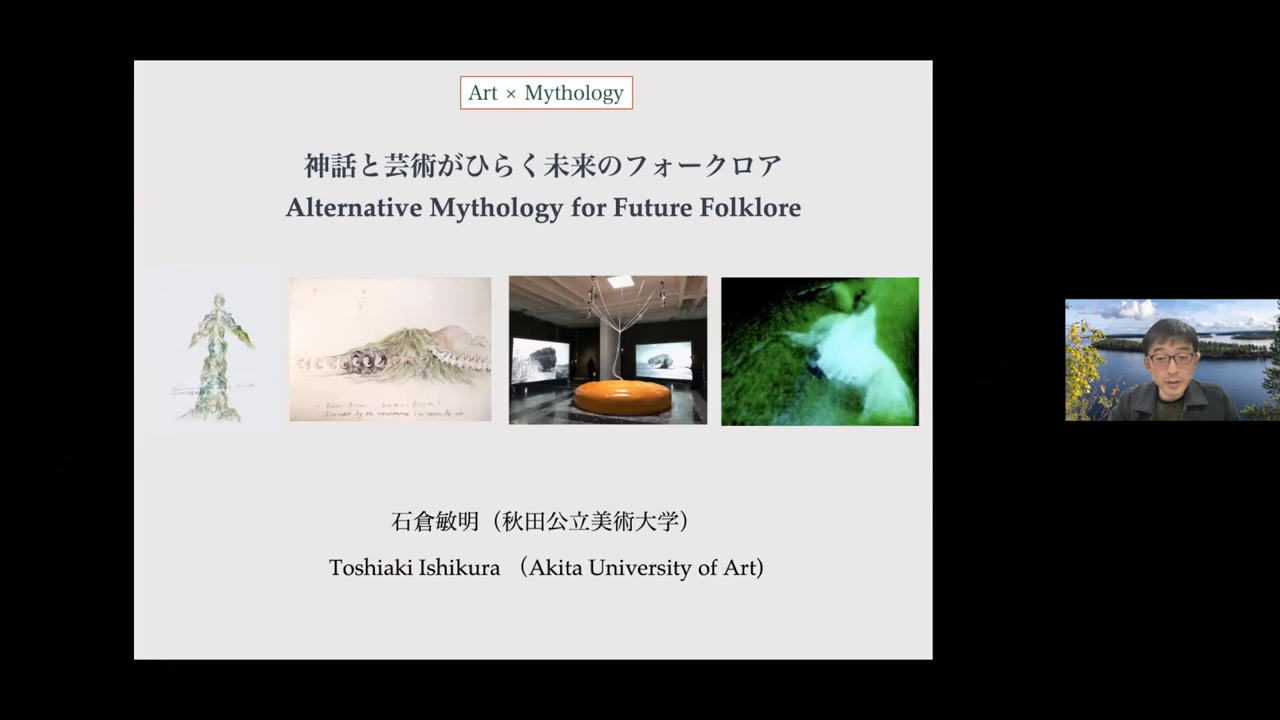 Art × Mythology
神話と芸術がひらく未来のフォークロア
Alternative Mythology for Future Folklore
石倉敏明（秋田公立美術大学）
Toshiaki Ishikura （Akita University of Art)